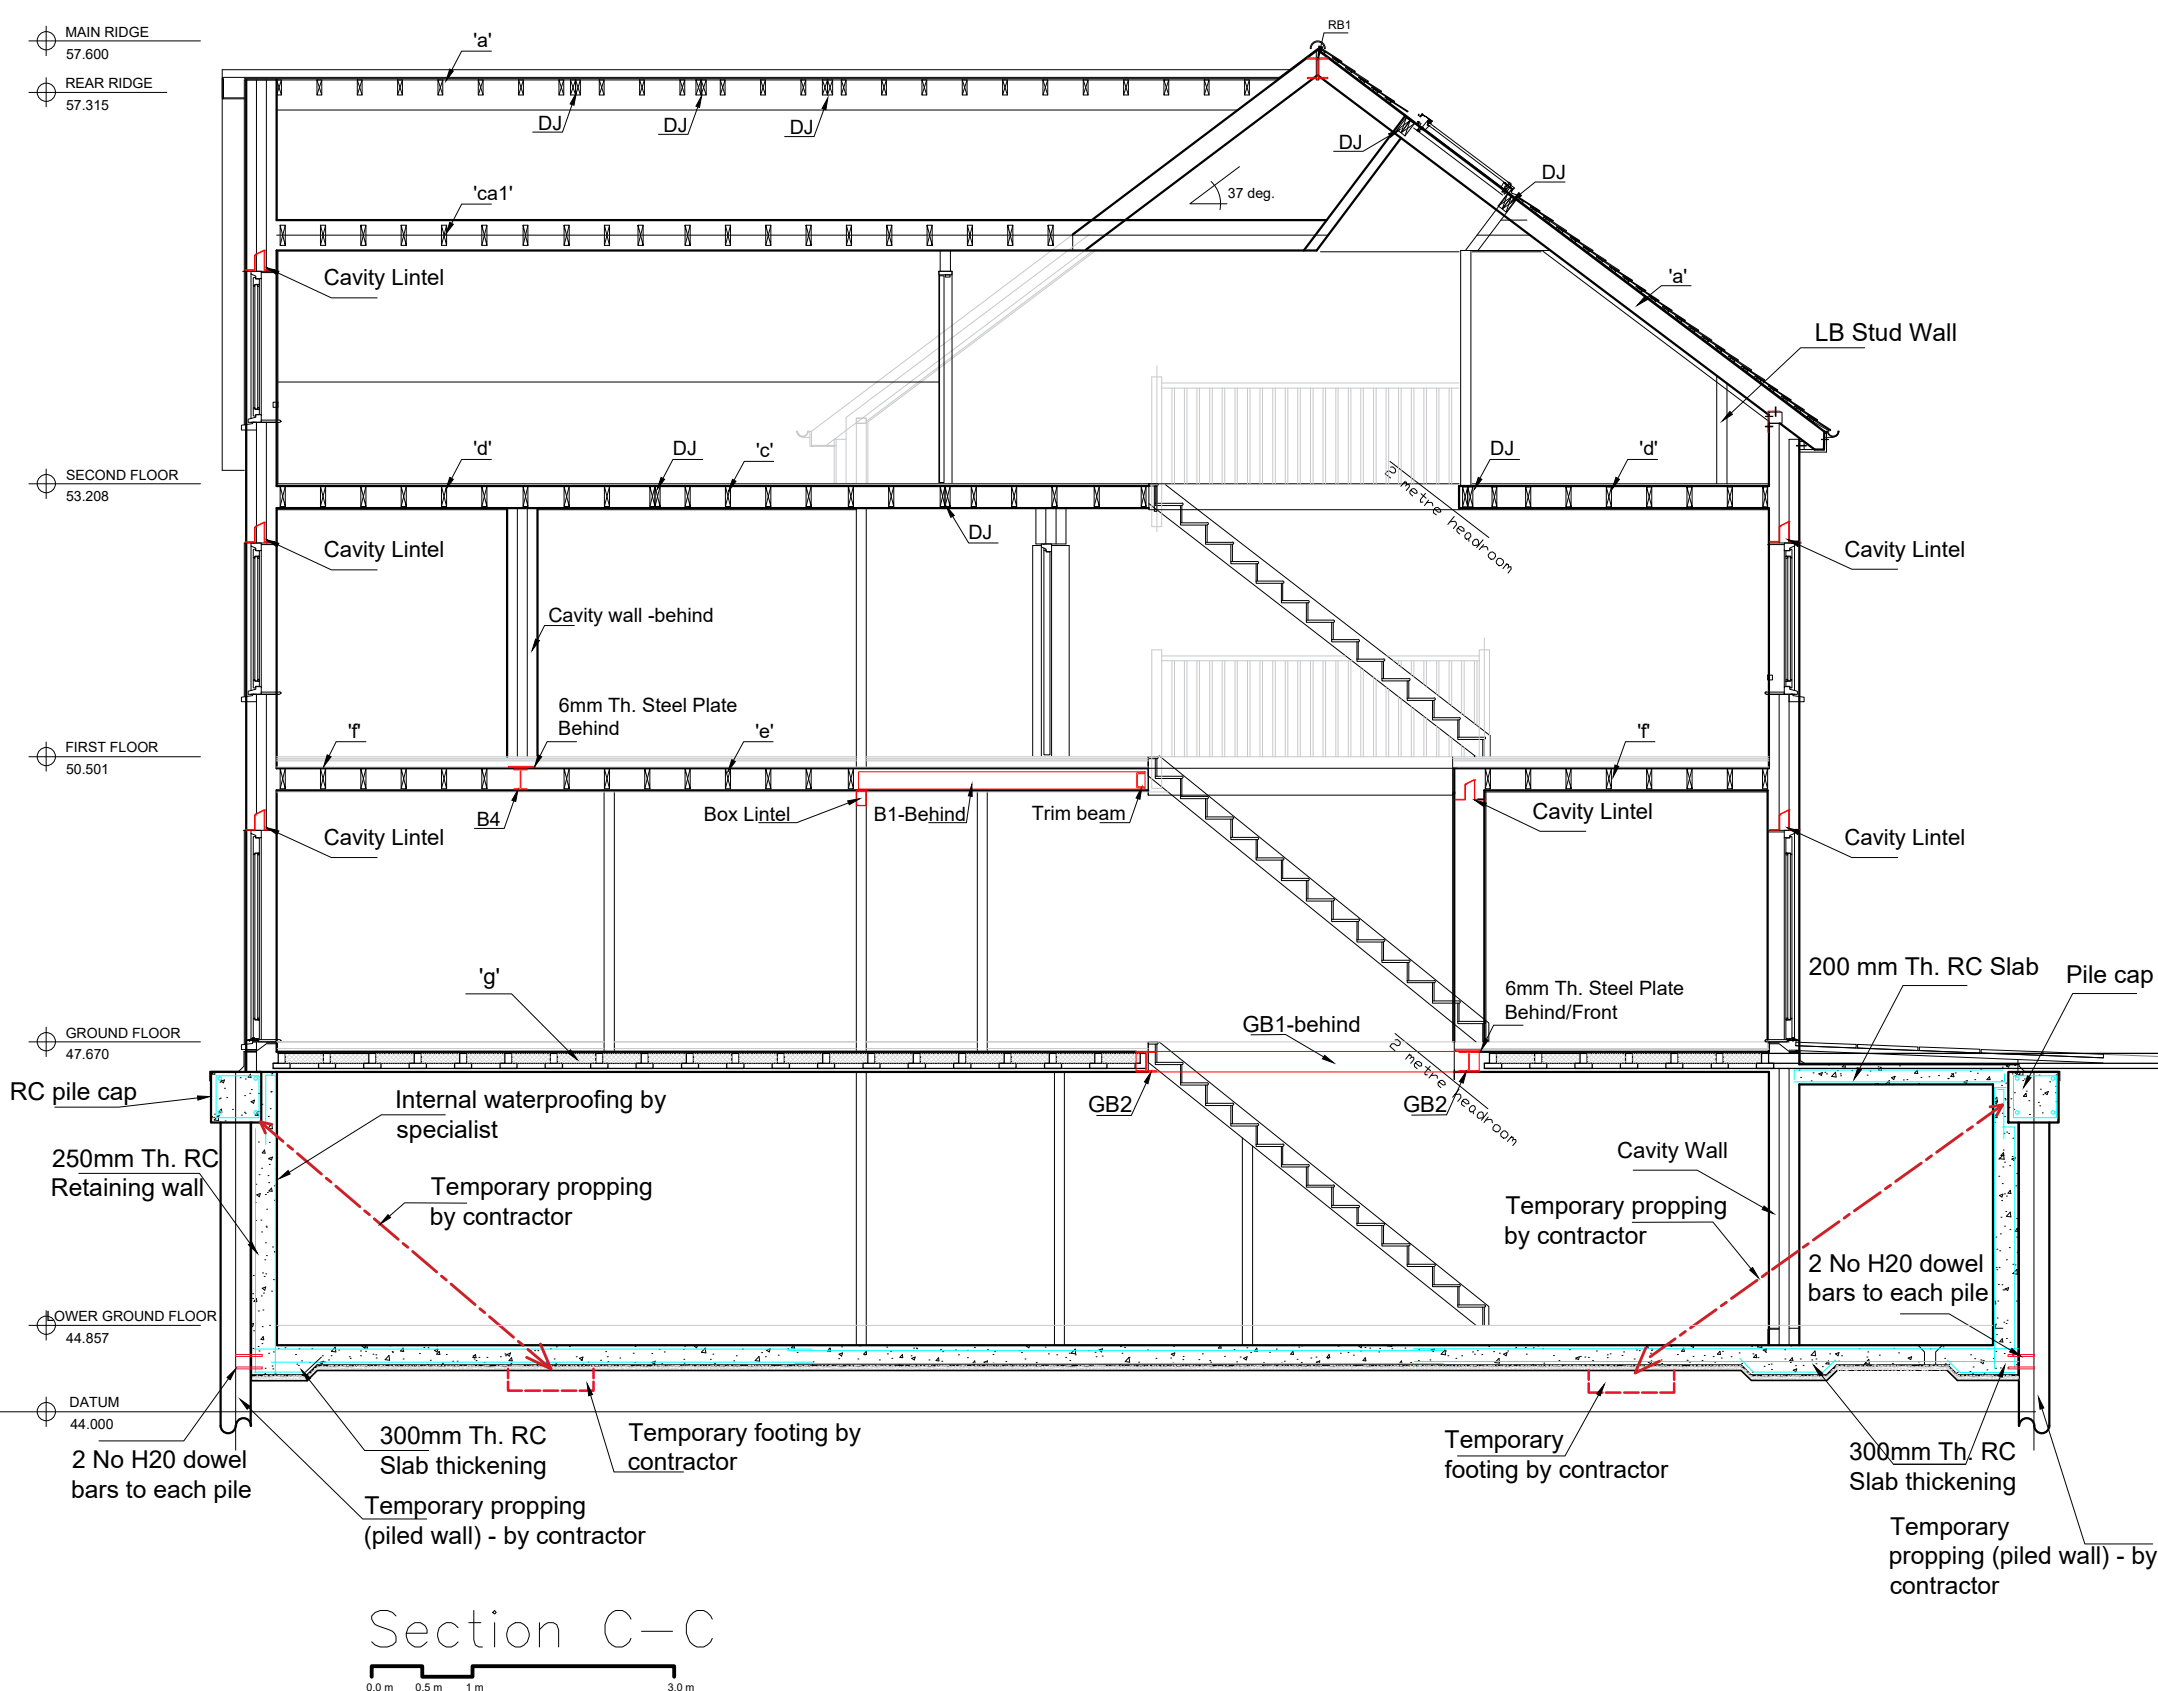 MAIN RIDGE
57.600
REAR RIDGE
57.315
'a'
RB1
DJ
DJ
DJ
DJ
DJ
'ca1'
37 deg.
Cavity Lintel
'a'
LB Stud Wall
SECOND FLOOR
53.208
'd'
DJ
'c'
DJ
'd'
2 metre headroom
DJ
Cavity Lintel
Cavity Lintel
Cavity wall -behind
6mm Th. Steel Plate
Behind
FIRST FLOOR
50.501
'f'
'e'
'f'
B4
Box Lintel
B1-Behind
Trim beam
Cavity Lintel
Cavity Lintel
Cavity Lintel
'g'
200 mm Th. RC Slab
Pile cap
6mm Th. Steel Plate
Behind/Front
GROUND FLOOR
47.670
GB1-behind
2 metre headroom
RC pile cap
Internal waterproofing by
specialist
GB2
GB2
250mm Th. RC
Retaining wall
Cavity Wall
Temporary propping
by contractor
Temporary propping
by contractor
2 No H20 dowel
bars to each pile
LOWER GROUND FLOOR
44.857
DATUM
44.000
2 No H20 dowel
bars to each pile
300mm Th. RC
Slab thickening
Temporary footing by
contractor
Temporary
footing by contractor
300mm Th. RC
Slab thickening
Temporary propping
(piled wall) - by contractor
Temporary
propping (piled wall) - by
contractor
Section C-C
0.0 m 0.5 m 1 m 3.0 m